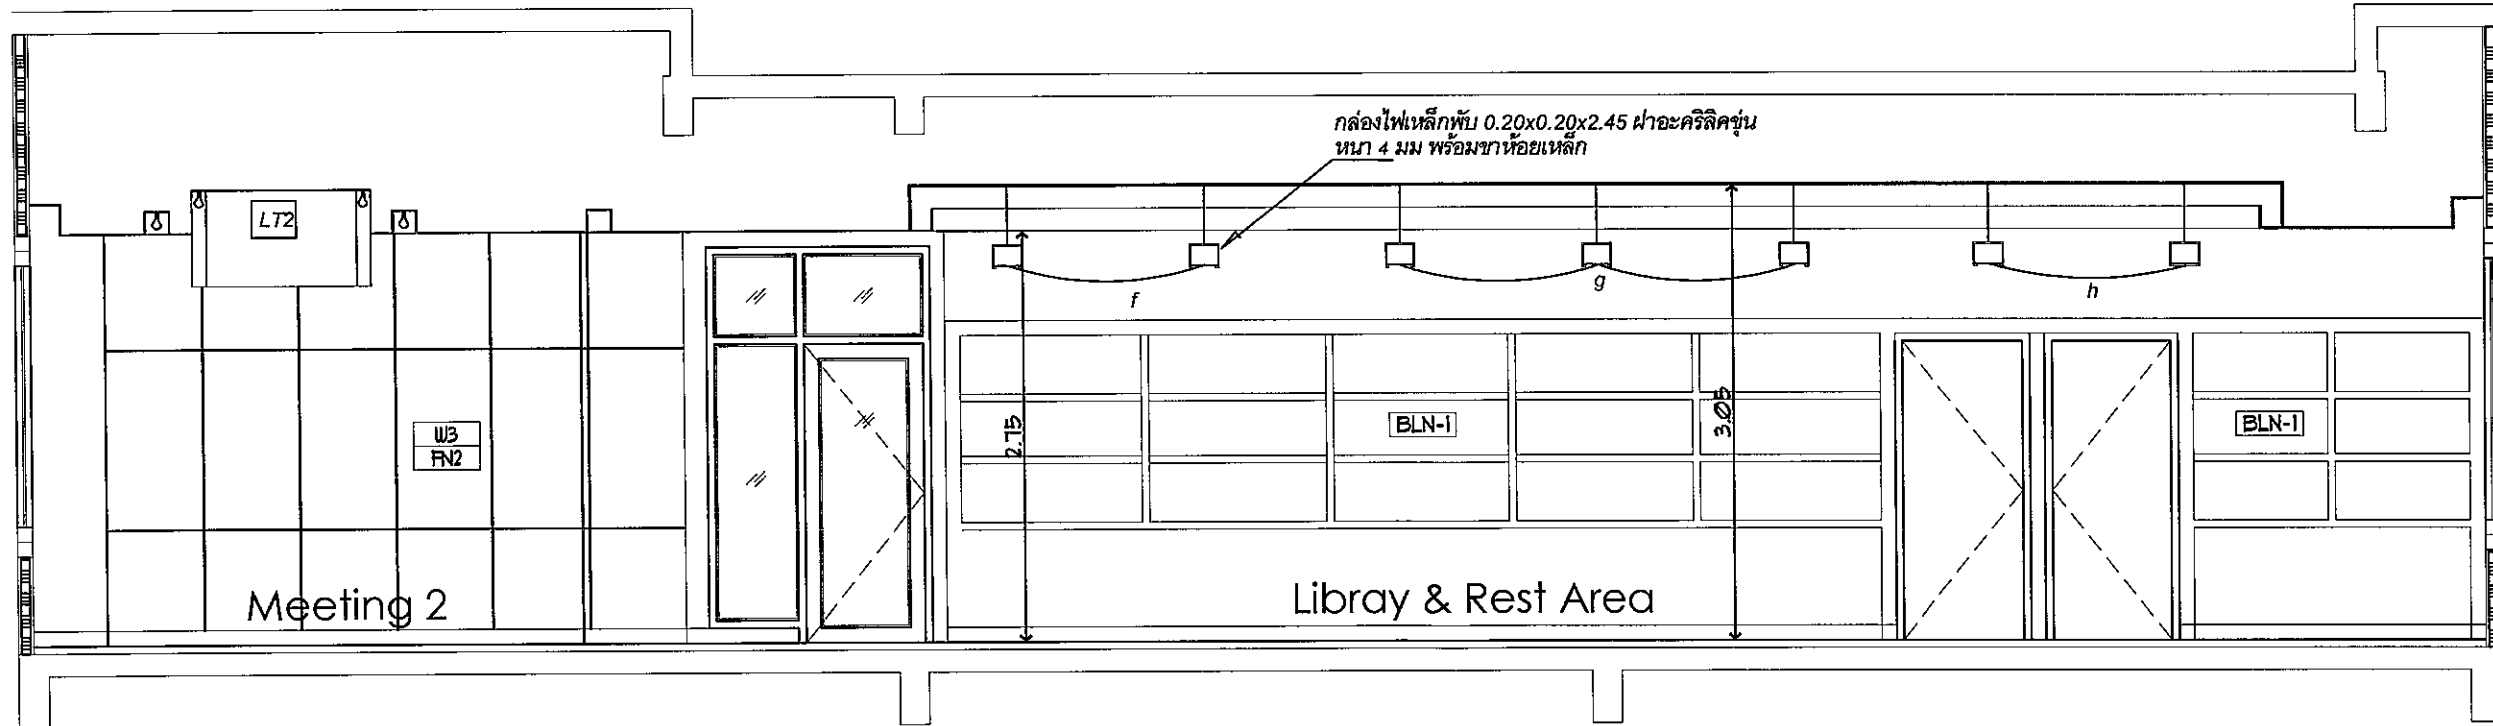 กล่องไฟเหล็กพับ 0.20x0.20x2.45 ฝาอะคริลิคขุ่น
หนา 4 มม พร้อมขาห้อยเหล็ก
LT2
f
g
h
W3
FN2
2.75
BLN-1
3.05
BLN-1
Meeting 2
Libray & Rest Area